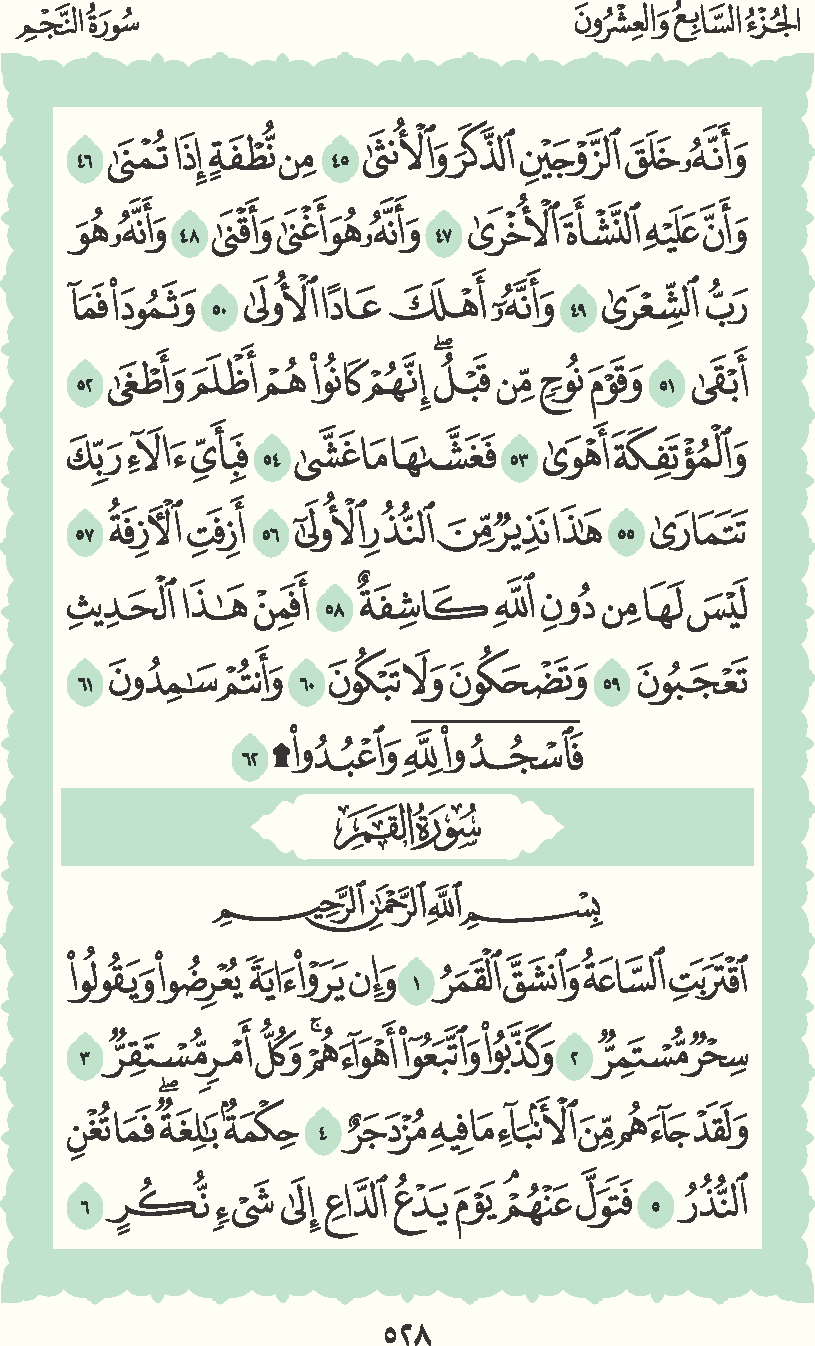 الجُزْءُ السَّابِعُ وَالعِشْرُونَ
سُورَةُ النَّجْمِ
وَأَنَّهُۥ خَلَقَ ٱلزَّوْجَيْنِ ٱلذَّكَرَ وَٱلْأُنثَىٰ ٤٥ مِن نُّطْفَةٍ إِذَا تُمْنَىٰ ٤٦
وَأَنَّ عَلَيْهِ ٱلنَّشْأَةَ ٱلْأُخْرَىٰ ٤٧ وَأَنَّهُۥ هُوَ أَغْنَىٰ وَأَقْنَىٰ ٤٨ وَأَنَّهُۥ هُوَ
رَبُّ ٱلشِّعْرَىٰ ٤٩ وَأَنَّهُۥٓ أَهْلَكَ عَادًا ٱلْأُولَىٰ ٥٠ وَثَمُودَا۟ فَمَآ
أَبْقَىٰ ٥١ وَقَوْمَ نُوحٍ مِّن قَبْلُ ۖ إِنَّهُمْ كَانُوا۟ هُمْ أَظْلَمَ وَأَطْغَىٰ ٥٢
وَٱلْمُؤْتَفِكَةَ أَهْوَىٰ ٥٣ فَغَشَّىٰهَا مَا غَشَّىٰ ٥٤ فَبِأَىِّ ءَالَآءِ رَبِّكَ
تَتَمَارَىٰ ٥٥ هَٰذَا نَذِيرٌ مِّنَ ٱلنُّذُرِ ٱلْأُولَىٰٓ ٥٦ أَزِفَتِ ٱلْـَٔازِفَةُ ٥٧
لَيْسَ لَهَا مِن دُونِ ٱللَّهِ كَاشِفَةٌ ٥٨ أَفَمِنْ هَٰذَا ٱلْحَدِيثِ
تَعْجَبُونَ ٥٩ وَتَضْحَكُونَ وَلَا تَبْكُونَ ٦٠ وَأَنتُمْ سَٰمِدُونَ ٦١
فَٱسْجُدُوا۟ لِلَّهِ وَٱعْبُدُوا۟ ۩ ٦٢
سُورَةُ القَمَرِ
بِسْمِ ٱللَّهِ ٱلرَّحْمَٰنِ ٱلرَّحِيمِ
ٱقْتَرَبَتِ ٱلسَّاعَةُ وَٱنشَقَّ ٱلْقَمَرُ ١ وَإِن يَرَوْا۟ ءَايَةً يُعْرِضُوا۟ وَيَقُولُوا۟
سِحْرٌ مُّسْتَمِرٌّ ٢ وَكَذَّبُوا۟ وَٱتَّبَعُوٓا۟ أَهْوَآءَهُمْ ۚ وَكُلُّ أَمْرٍ مُّسْتَقِرٌّ ٣
وَلَقَدْ جَآءَهُم مِّنَ ٱلْأَنۢبَآءِ مَا فِيهِ مُزْدَجَرٌ ٤ حِكْمَةٌۢ بَٰلِغَةٌ ۖ فَمَا تُغْنِ
ٱلنُّذُرُ ٥ فَتَوَلَّ عَنْهُمْ ۘ يَوْمَ يَدْعُ ٱلدَّاعِ إِلَىٰ شَىْءٍ نُّكُرٍ ٦
٥٢٨